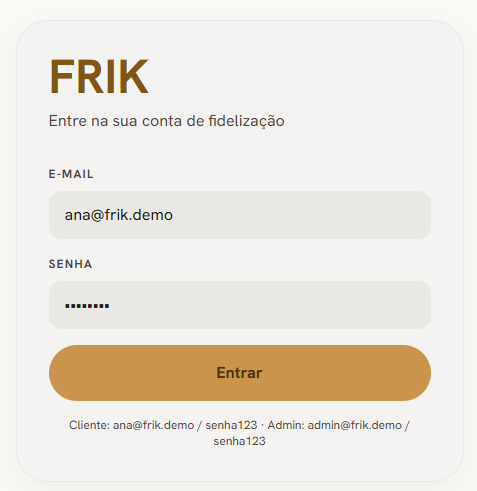 FRIK
Entre na sua conta de fidelização
E-MAIL
ana@frik.demo
SENHA
••••••••
Entrar
Cliente: ana@frik.demo / senha123 · Admin: admin@frik.demo /
senha123